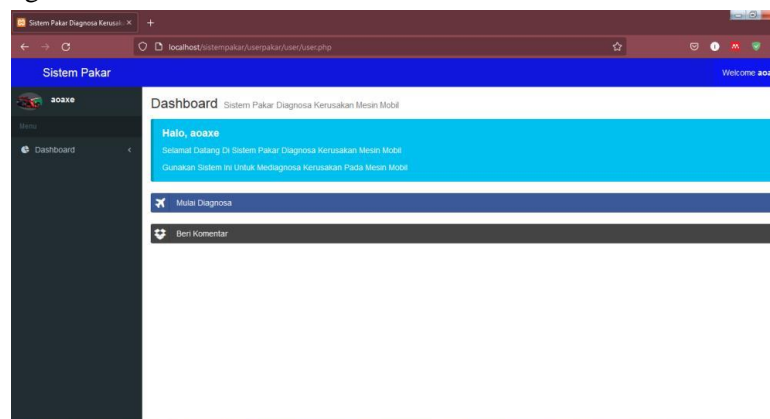 Sistem Pakar Diagnosa Kerusak
localhost/sistempakar/userpakar/user/user.php
Sistem Pakar
Welcome aoa
aoaxe
Menu
Dashboard
Dashboard Sistem Pakar Diagnosa Kerusakan Mesin Mobil
Halo, aoaxe
Selamat Datang Di Sistem Pakar Diagnosa Kerusakan Mesin Mobil
Gunakan Sistem Ini Untuk Mediagnosa Kerusakan Pada Mesin Mobil
Mulai Diagnosa
Beri Komentar